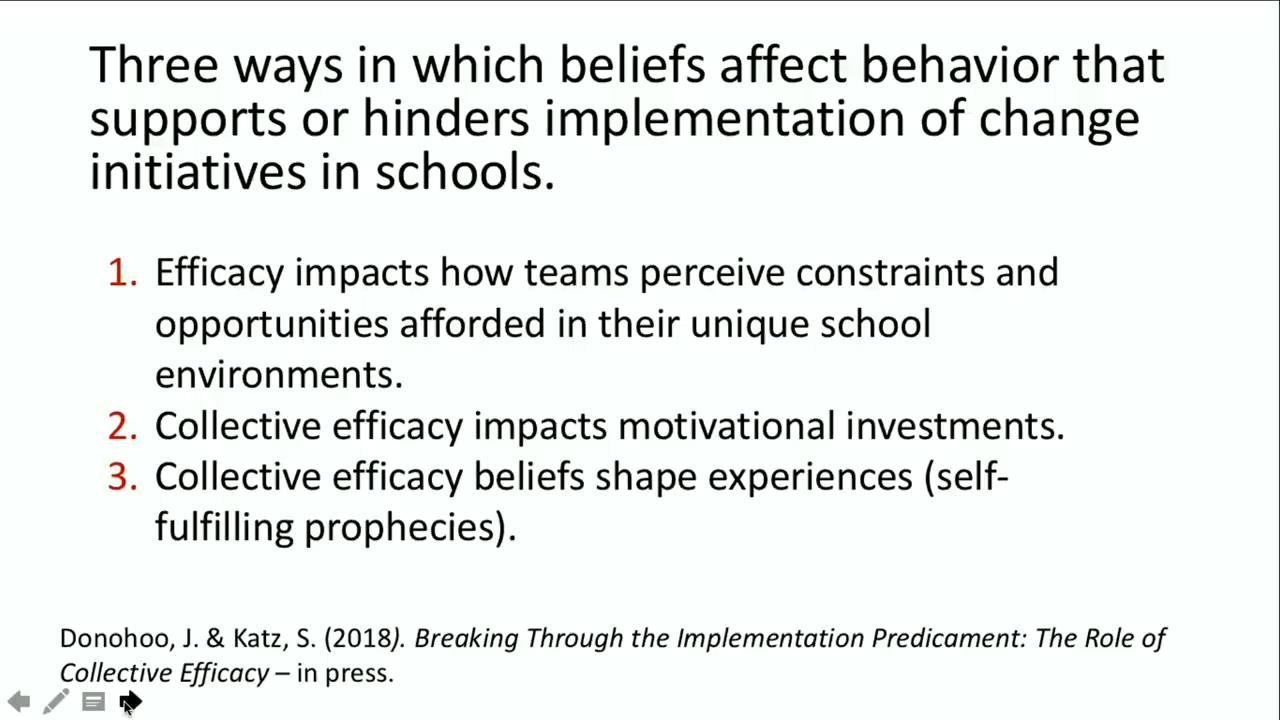 Three ways in which beliefs affect behavior that
supports or hinders implementation of change
initiatives in schools.
1. Efficacy impacts how teams perceive constraints and
opportunities afforded in their unique school
environments.
2. Collective efficacy impacts motivational investments.
3. Collective efficacy beliefs shape experiences (self-
fulfilling prophecies).
Donohoo, J. & Katz, S. (2018). Breaking Through the Implementation Predicament: The Role of
Collective Efficacy – in press.